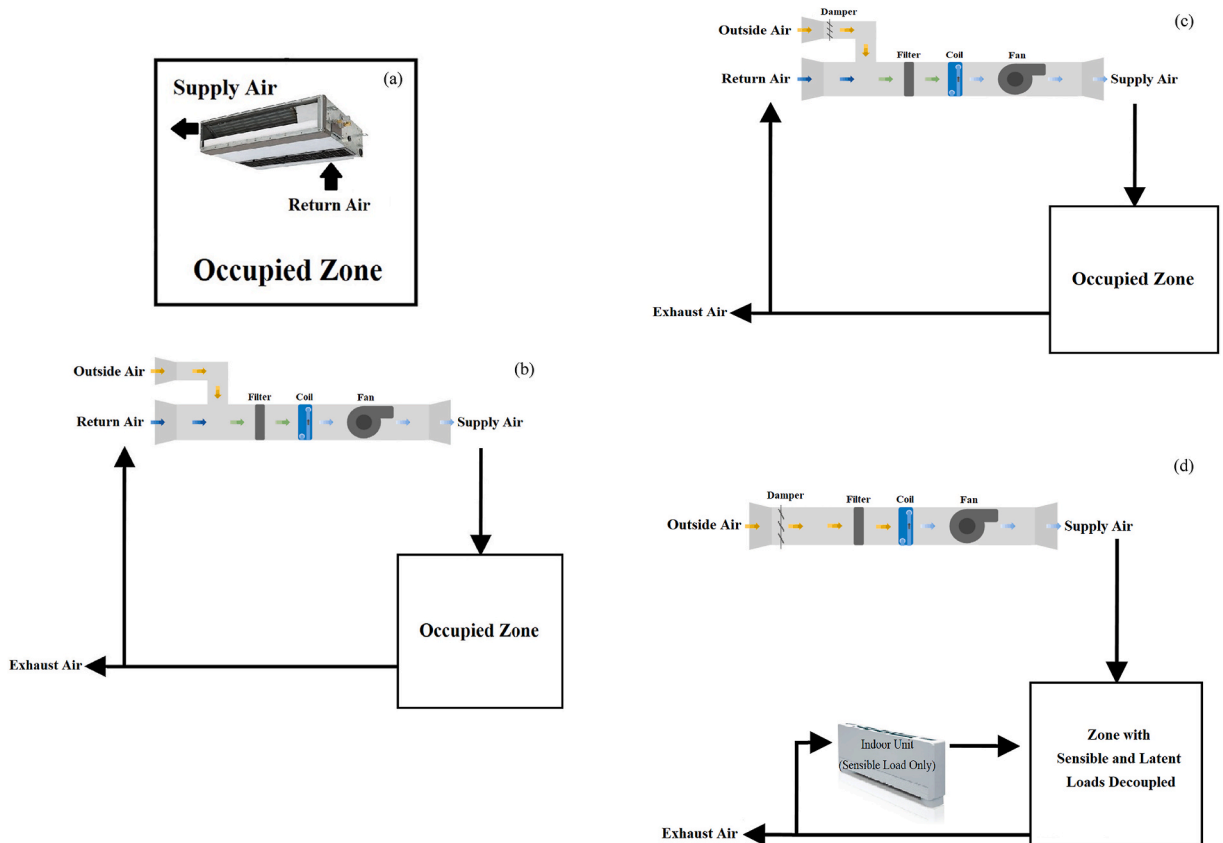 (a)
Supply Air
Return Air
Occupied Zone
(b)
Outside Air
Filter
Coil
Fan
Return Air
Supply Air
Occupied Zone
Exhaust Air
(c)
Damper
Outside Air
Filter
Coil
Fan
Return Air
Supply Air
Occupied Zone
Exhaust Air
(d)
Damper
Filter
Coil
Fan
Outside Air
Supply Air
Indoor Unit
(Sensible Load Only)
Zone with
Sensible and Latent
Loads Decoupled
Exhaust Air